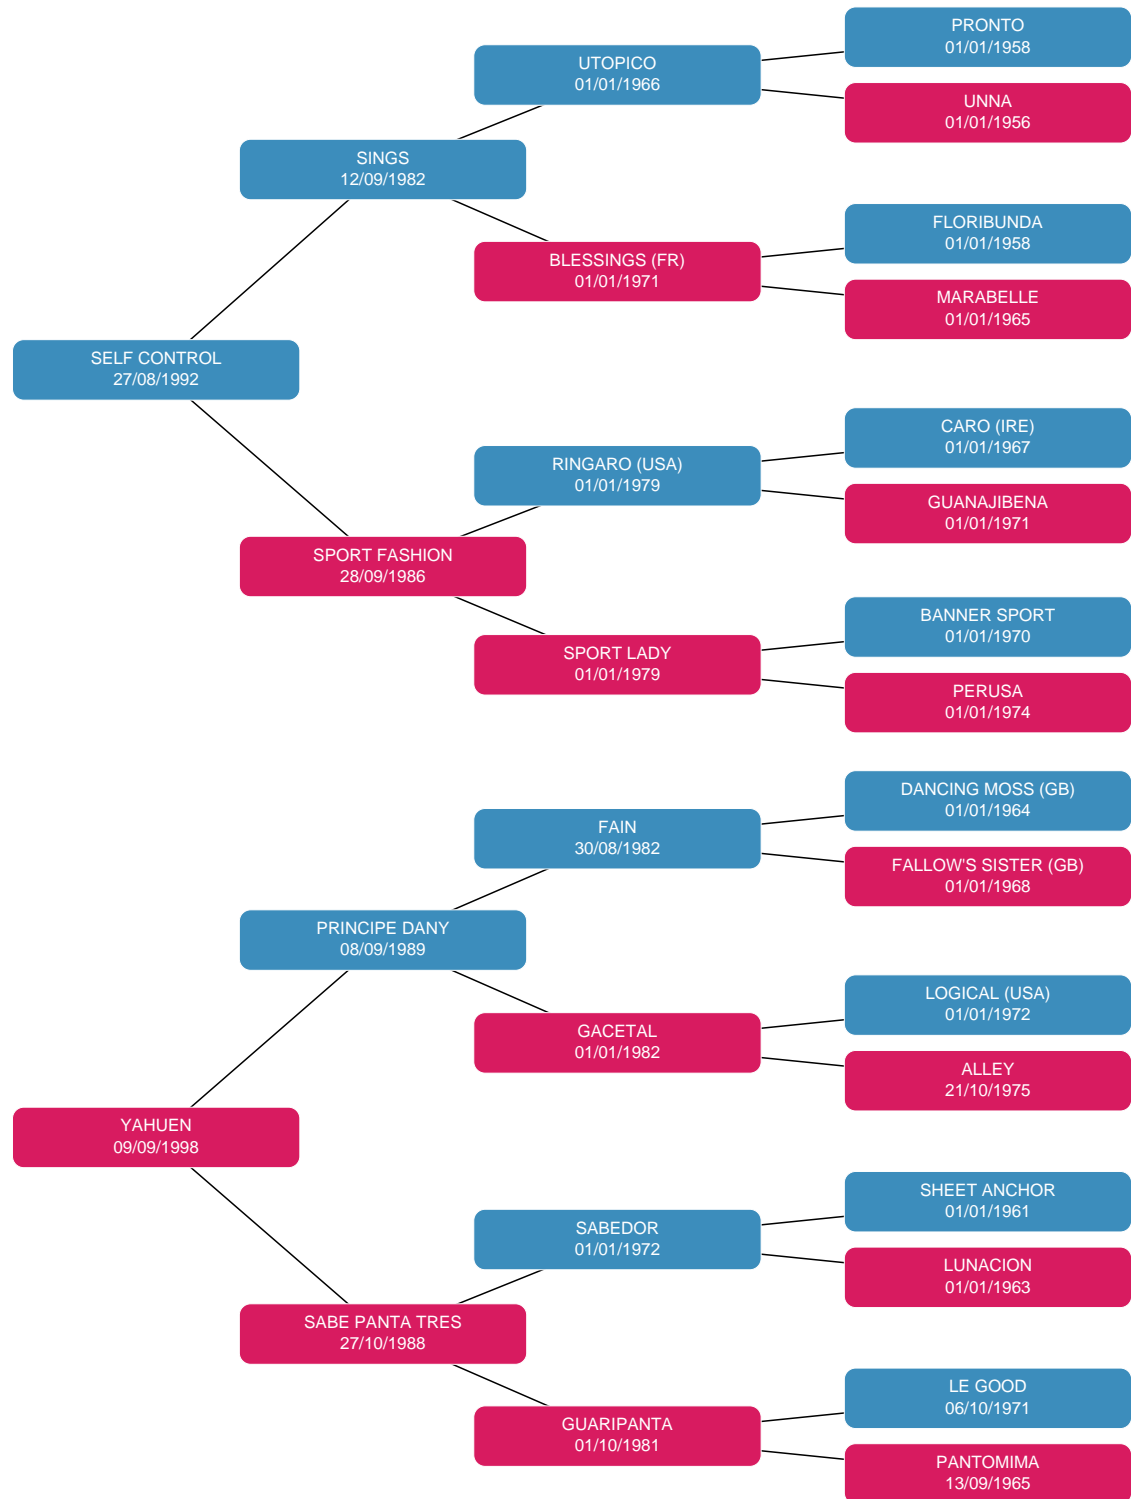 PRONTO
01/01/1958
UTOPICO
01/01/1966
UNNA
01/01/1956
SINGS
12/09/1982
FLORIBUNDA
01/01/1958
BLESSINGS (FR)
01/01/1971
MARABELLE
01/01/1965
SELF CONTROL
27/08/1992
CARO (IRE)
01/01/1967
RINGARO (USA)
01/01/1979
GUANAJIBENA
01/01/1971
SPORT FASHION
28/09/1986
BANNER SPORT
01/01/1970
SPORT LADY
01/01/1979
PERUSA
01/01/1974
DANCING MOSS (GB)
01/01/1964
FAIN
30/08/1982
FALLOW'S SISTER (GB)
01/01/1968
PRINCIPE DANY
08/09/1989
LOGICAL (USA)
01/01/1972
GACETAL
01/01/1982
ALLEY
21/10/1975
YAHUEN
09/09/1998
SHEET ANCHOR
01/01/1961
SABEDOR
01/01/1972
LUNACION
01/01/1963
SABE PANTA TRES
27/10/1988
LE GOOD
06/10/1971
GUARIPANTA
01/10/1981
PANTOMIMA
13/09/1965